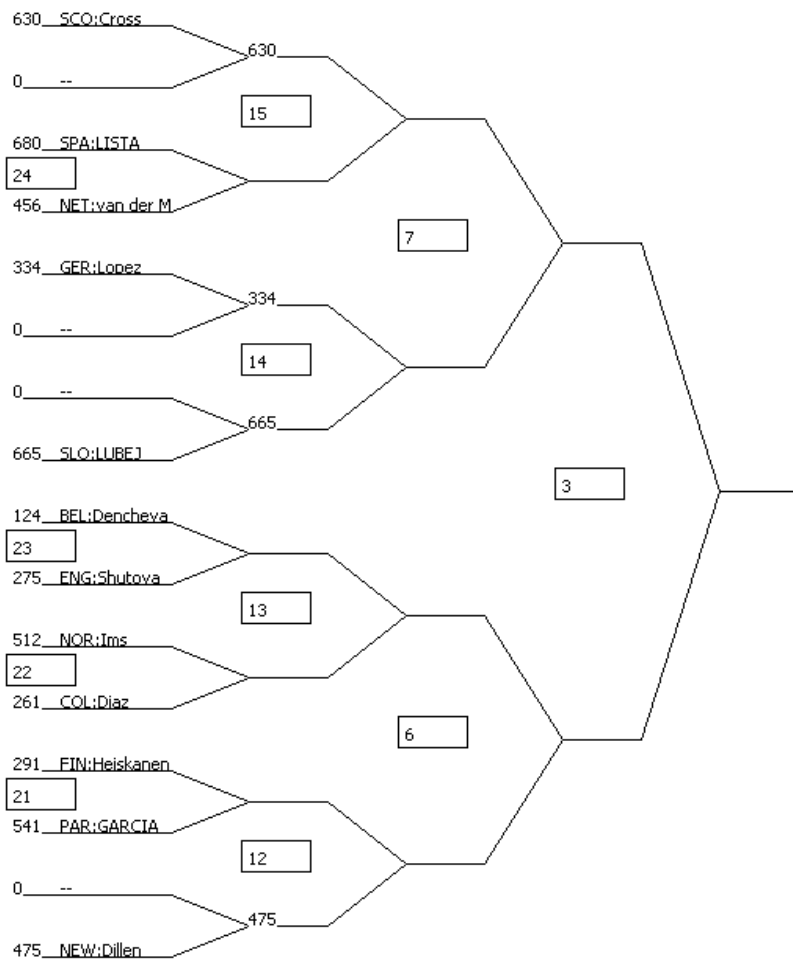 630 SCO:Cross
630
0 --
15
680 SPA:LISTA
24
456 NET:van der M
7
334 GER:Lopez
334
0 --
14
0 --
665
665 SLO:LUBEJ
3
124 BEL:Dencheva
23
275 ENG:Shutova
13
512 NOR:Ims
22
261 COL:Diaz
6
291 FIN:Heiskanen
21
541 PAR:GARCIA
12
0 --
475
475 NEW:Dillen